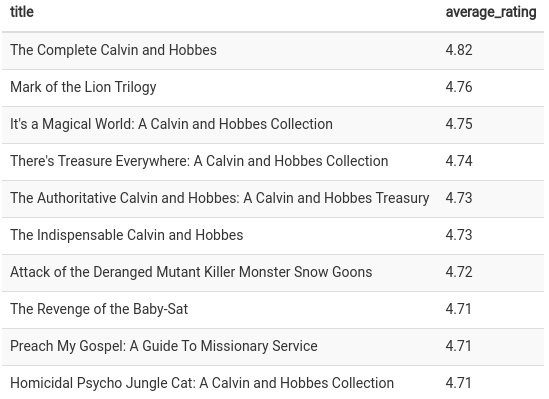 title average_rating
The Complete Calvin and Hobbes 4.82
Mark of the Lion Trilogy 4.76
It's a Magical World: A Calvin and Hobbes Collection 4.75
There's Treasure Everywhere: A Calvin and Hobbes Collection 4.74
The Authoritative Calvin and Hobbes: A Calvin and Hobbes Treasury 4.73
The Indispensable Calvin and Hobbes 4.73
Attack of the Deranged Mutant Killer Monster Snow Goons 4.72
The Revenge of the Baby-Sat 4.71
Preach My Gospel: A Guide To Missionary Service 4.71
Homicidal Psycho Jungle Cat: A Calvin and Hobbes Collection 4.71